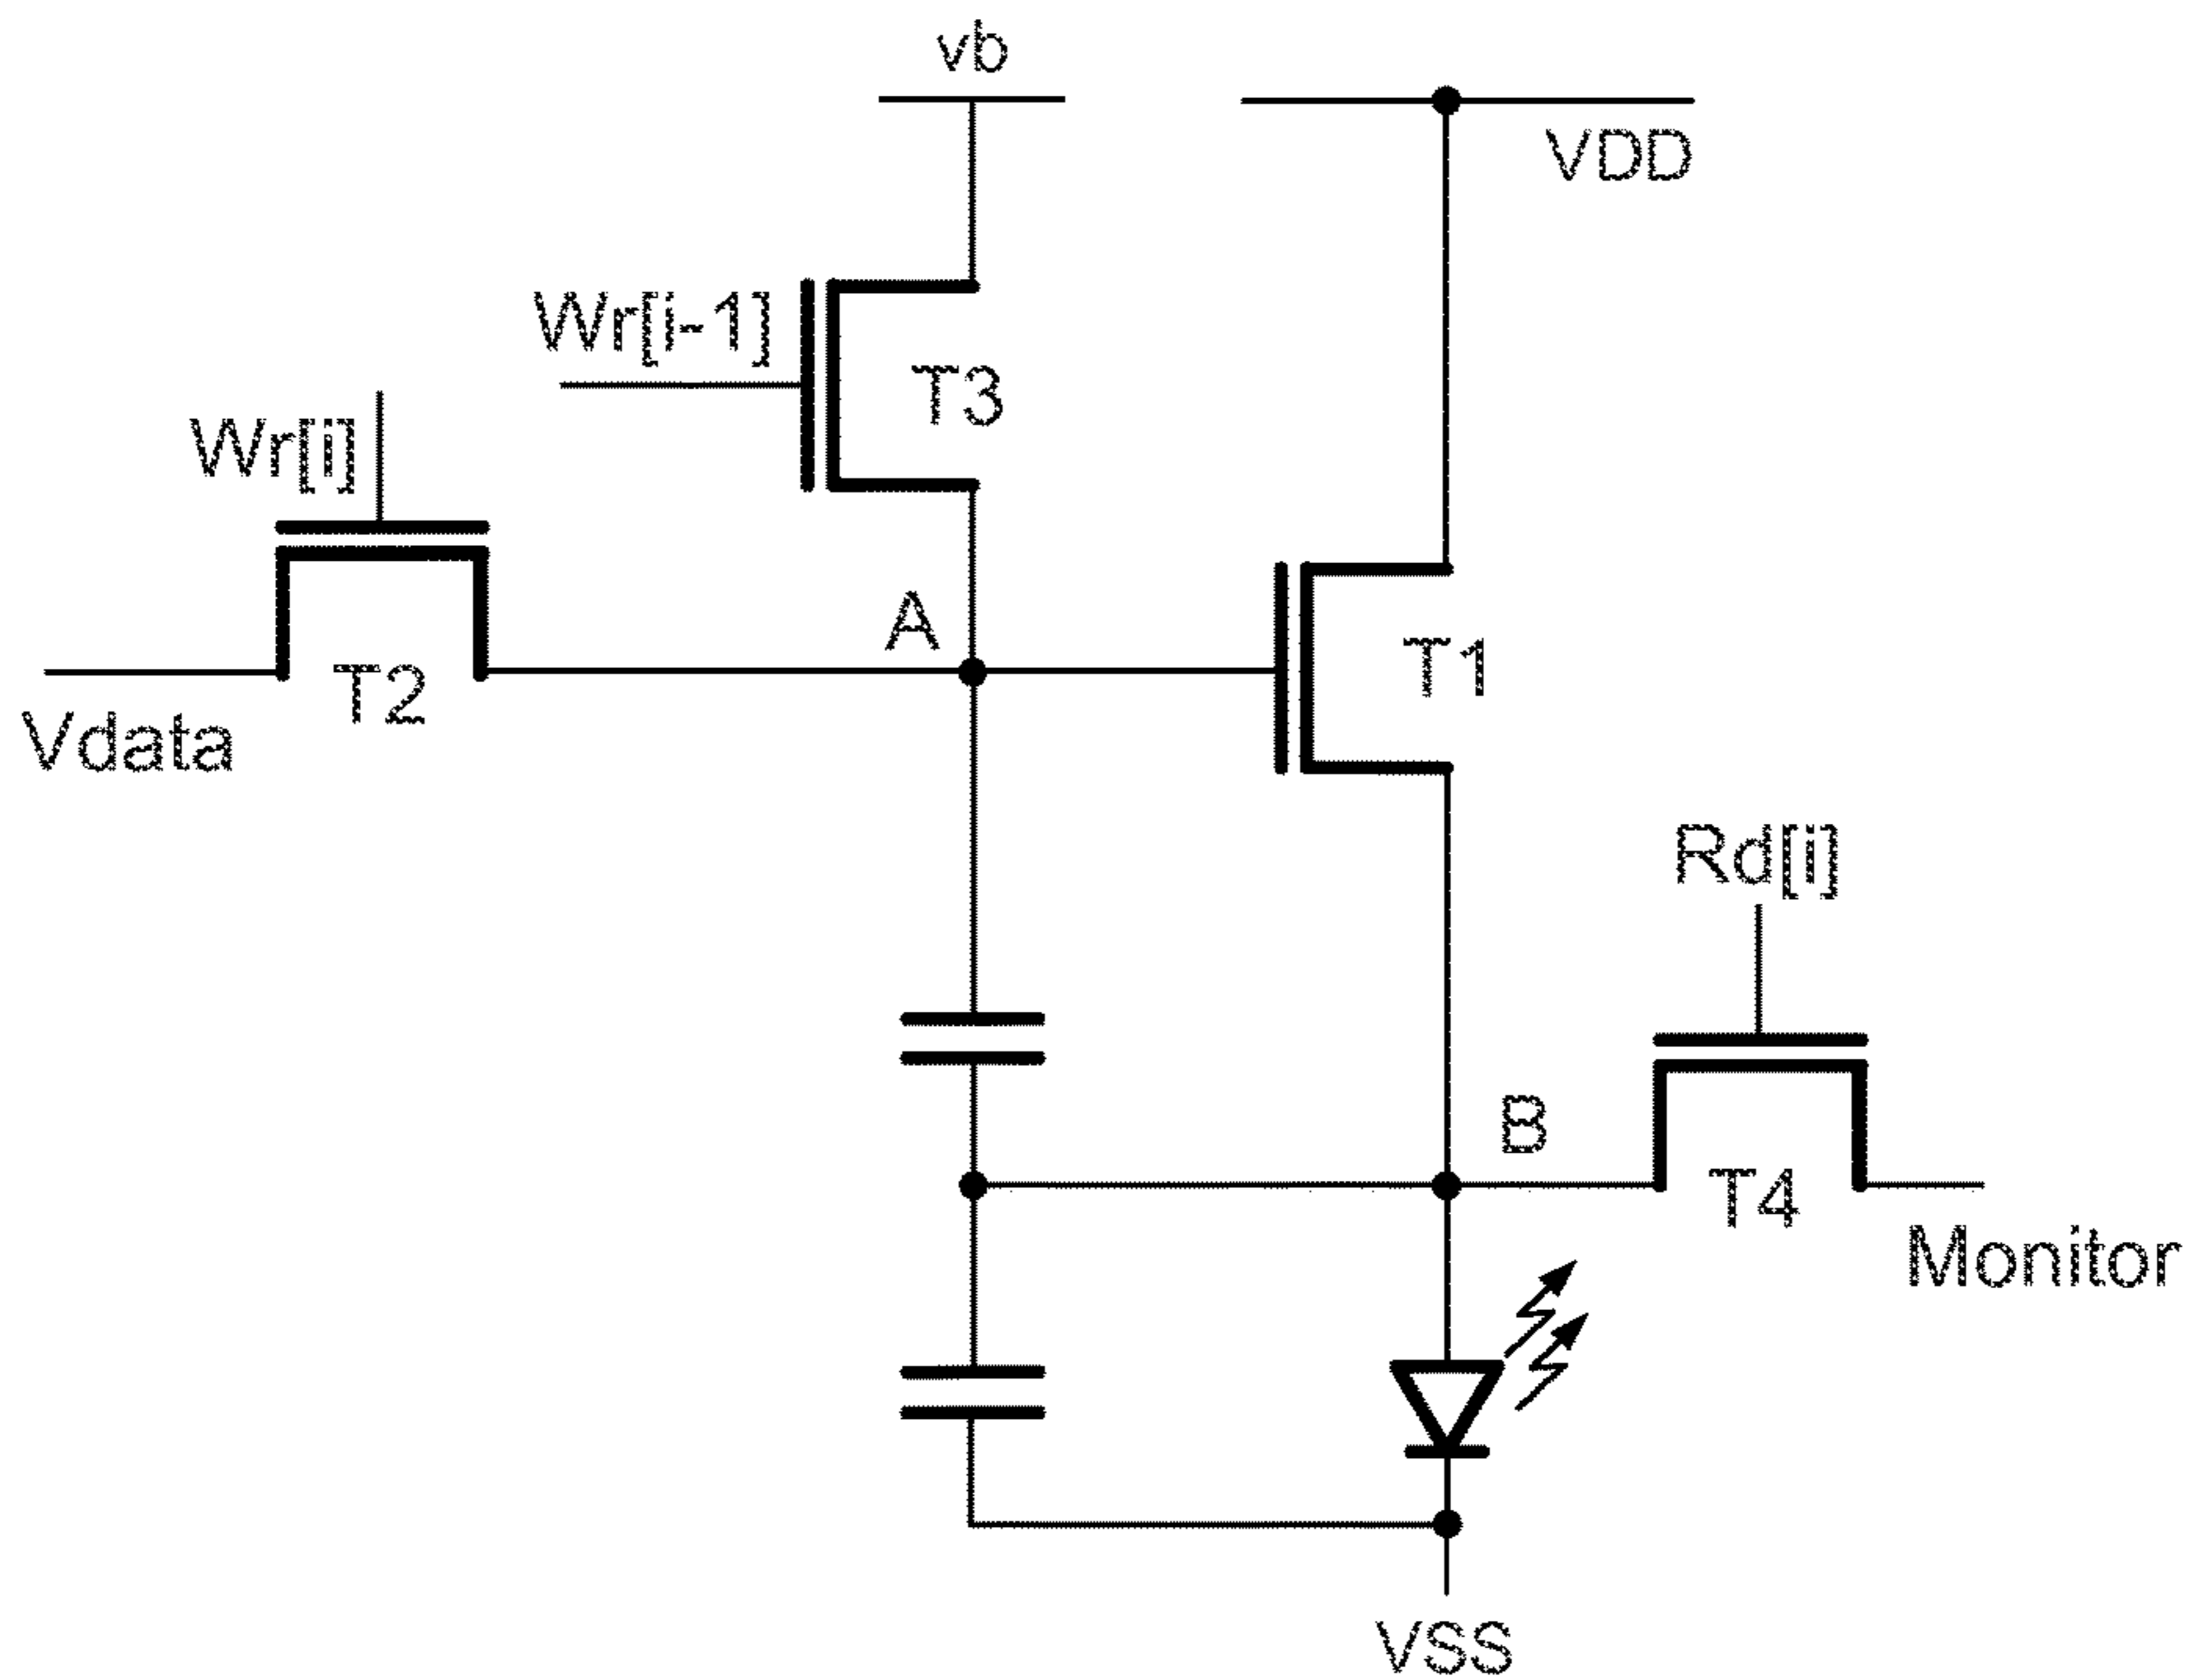 vb
VDD
Wr[i-1]
T3
Wr[i]
A
T1
T2
Vdata
Rd[i]
B
T4
Monitor
VSS